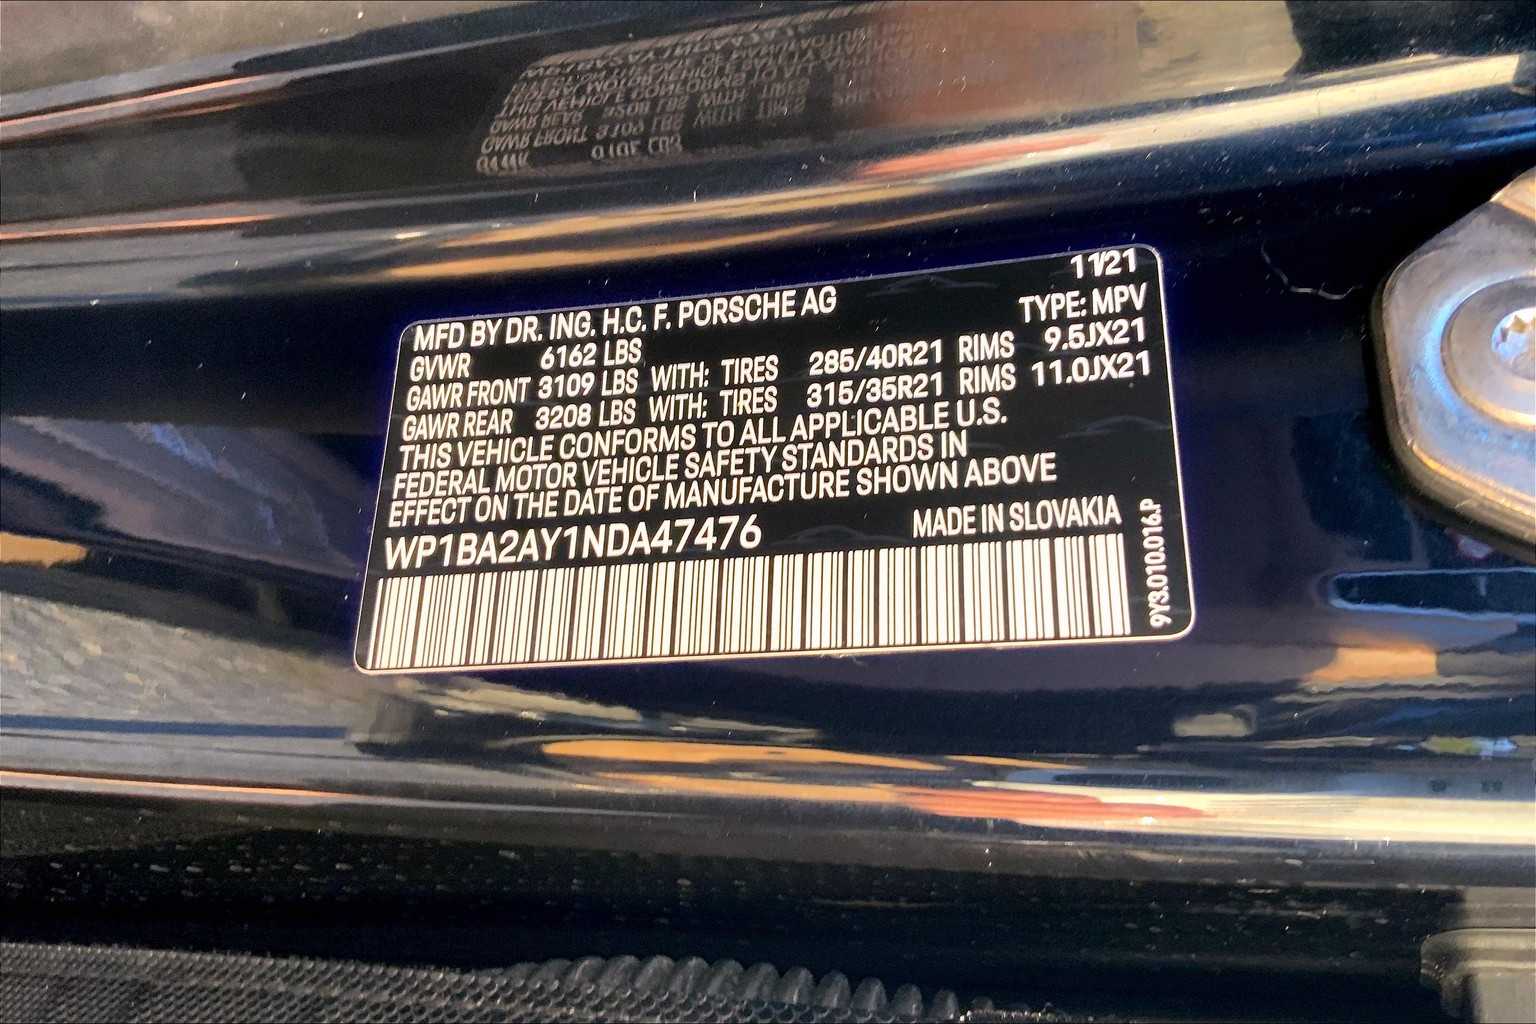 11/21
MFD BY DR. ING. H.C. F. PORSCHE AG TYPE: MPV
GVWR 6162 LBS
GAWR FRONT 3109 LBS WITH: TIRES 285/40R21 RIMS 9.5JX21
GAWR REAR 3208 LBS WITH: TIRES 315/35R21 RIMS 11.0JX21
THIS VEHICLE CONFORMS TO ALL APPLICABLE U.S.
FEDERAL MOTOR VEHICLE SAFETY STANDARDS IN
EFFECT ON THE DATE OF MANUFACTURE SHOWN ABOVE
WP1BA2AY1NDA47476 MADE IN SLOVAKIA
9Y3.010.016.P